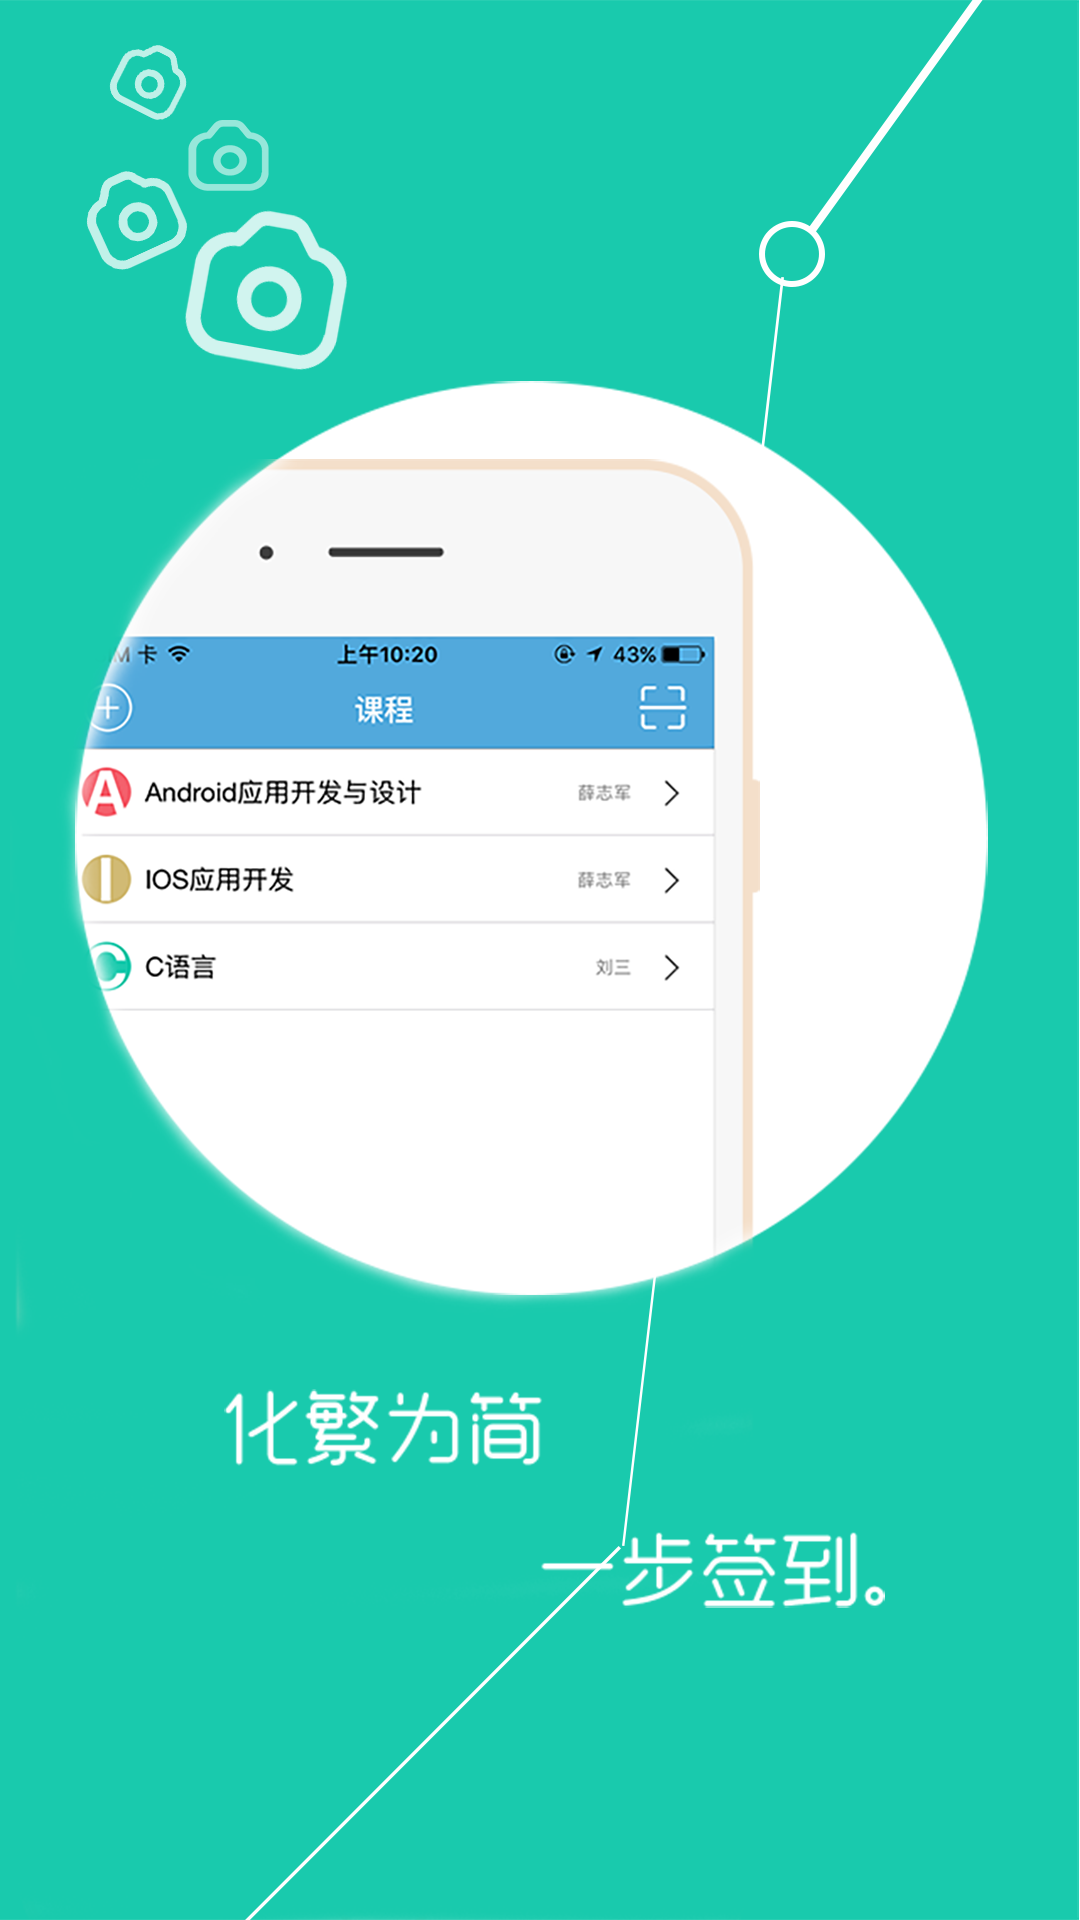 M 卡 上午10:20 43%
课程
A Android应用开发与设计 薛志军
I IOS应用开发 薛志军
C C语言 刘三
化繁为简
一步签到。